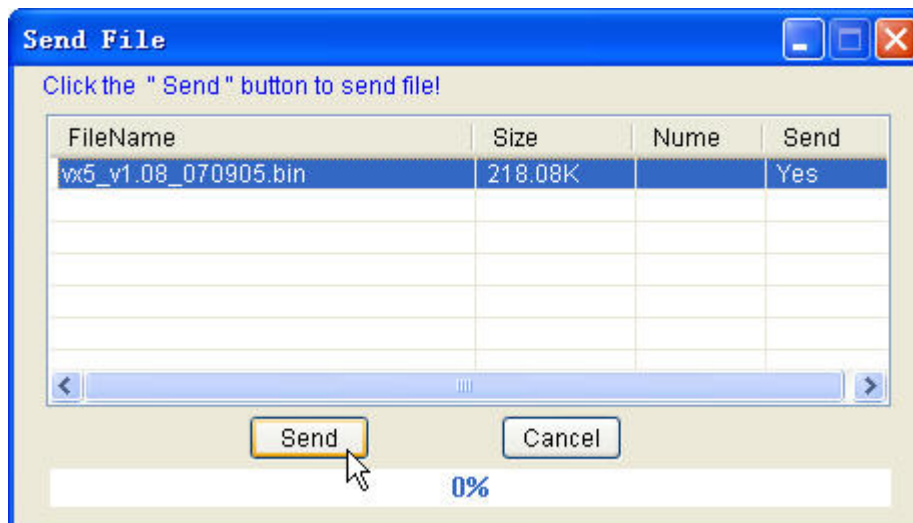 Send File
Click the " Send " button to send file!
FileName Size Nume Send
vx5_v1.08_070905.bin 218.08K Yes
Send Cancel
0%